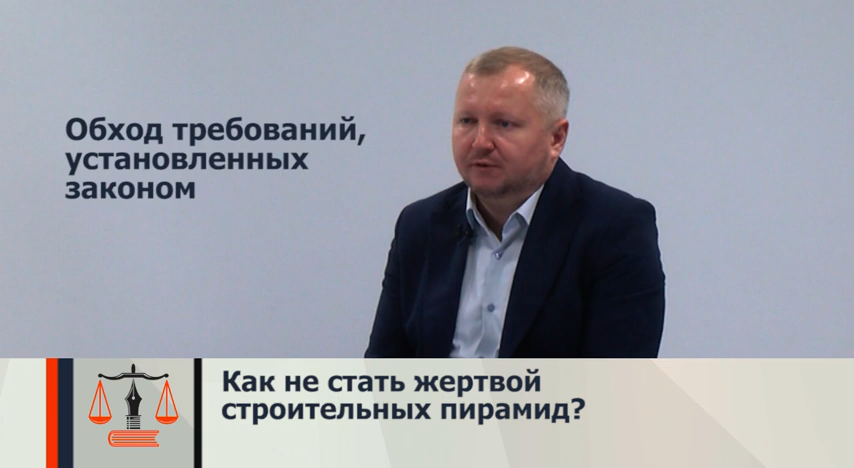 Обход требований,
установленных
законом
Как не стать жертвой
строительных пирамид?